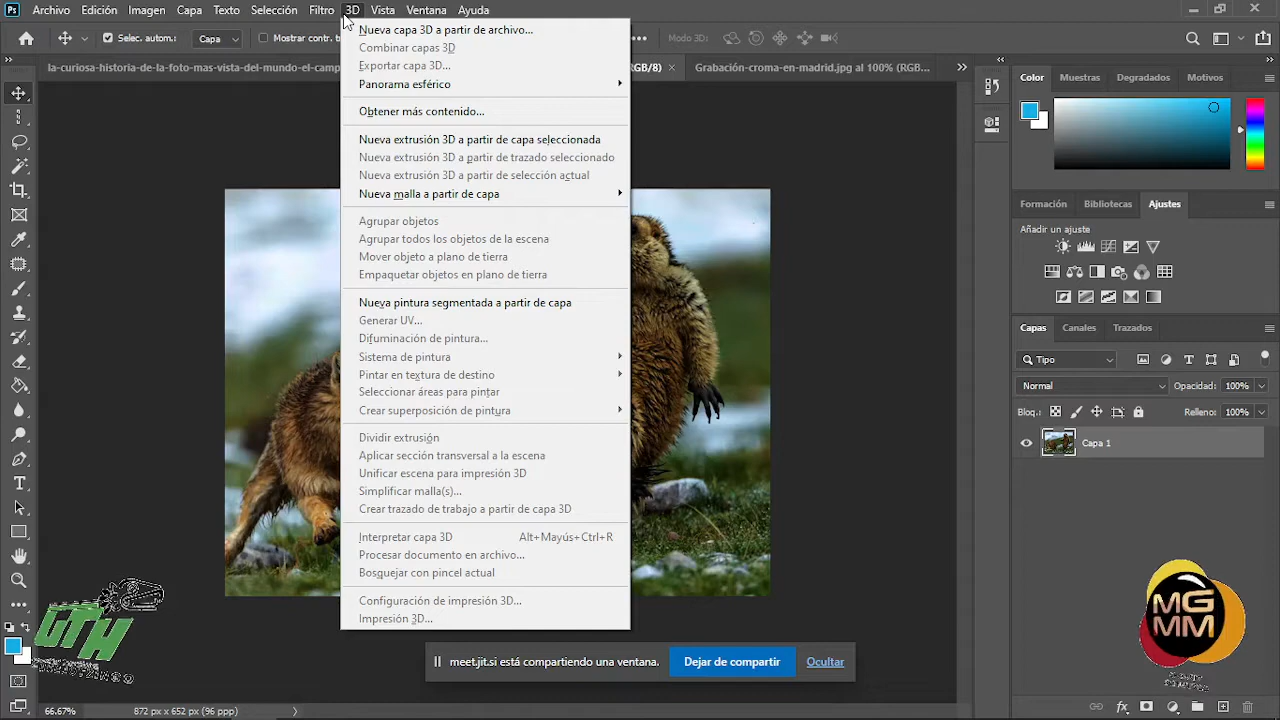 Ps Archivo Edición Imagen Capa Texto Selección Filtro 3D Vista Ventana Ayuda
Selec. autom.: Capa Mostrar contr. t Modo 3D:
la-curiosa-historia-de-la-foto-mas-vista-del-mundo-el-camp RGB/8) Grabación-croma-en-madrid.jpg al 100% (RGB...
Nueva capa 3D a partir de archivo...
Combinar capas 3D
Exportar capa 3D...
Panorama esférico
Obtener más contenido...
Nueva extrusión 3D a partir de capa seleccionada
Nueva extrusión 3D a partir de trazado seleccionado
Nueva extrusión 3D a partir de selección actual
Nueva malla a partir de capa
Agrupar objetos
Agrupar todos los objetos de la escena
Mover objeto a plano de tierra
Empaquetar objetos en plano de tierra
Nueva pintura segmentada a partir de capa
Generar UV...
Difuminación de pintura...
Sistema de pintura
Pintar en textura de destino
Seleccionar áreas para pintar
Crear superposición de pintura
Dividir extrusión
Aplicar sección transversal a la escena
Unificar escena para impresión 3D
Simplificar malla(s)...
Crear trazado de trabajo a partir de capa 3D
Interpretar capa 3D Alt+Mayús+Ctrl+R
Procesar documento en archivo...
Bosquejar con pincel actual
Configuración de impresión 3D...
Impresión 3D...
Color Muestras Degradados Motivos
Formación Bibliotecas Ajustes
Añadir un ajuste
Capas Canales Trazados
Tipo
Normal Opacidad: 100%
Bloq.: Relleno: 100%
Capa 1
UTH
MG
MM
meet.jit.si está compartiendo una ventana. Dejar de compartir Ocultar
66.67% 872 px x 652 px (96 ppp)